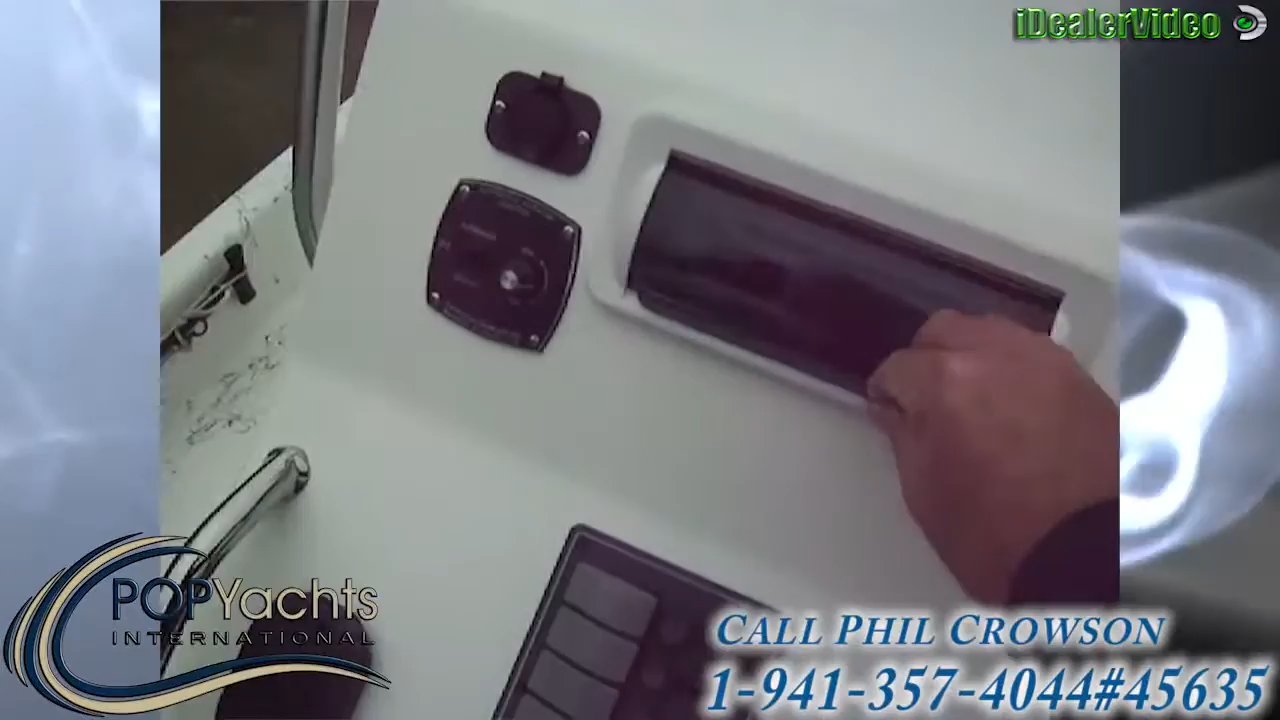 iDealerVideo
POPYachts
INTERNATIONAL
CALL PHIL CROWSON
1-941-357-4044#45635